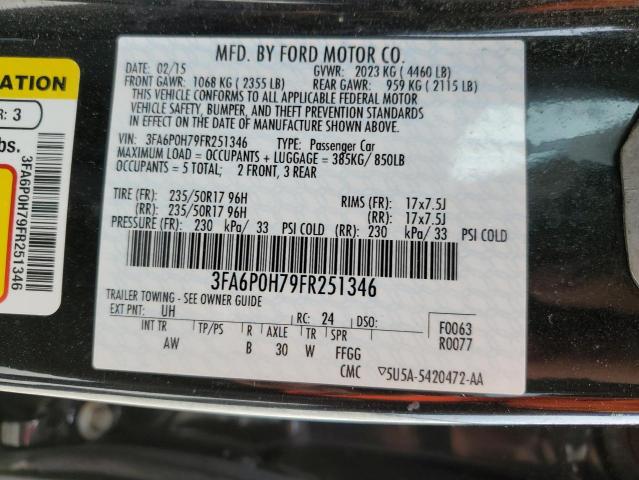 ATION
R: 3
bs.
3FA6P0H79FR251346
MFD. BY FORD MOTOR CO.
DATE: 02/15 GVWR: 2023 KG ( 4460 LB)
FRONT GAWR: 1068 KG ( 2355 LB) REAR GAWR: 959 KG ( 2115 LB)
THIS VEHICLE CONFORMS TO ALL APPLICABLE FEDERAL MOTOR
VEHICLE SAFETY, BUMPER, AND THEFT PREVENTION STANDARDS
IN EFFECT ON THE DATE OF MANUFACTURE SHOWN ABOVE.
VIN: 3FA6P0H79FR251346 TYPE: Passenger Car
MAXIMUM LOAD = OCCUPANTS + LUGGAGE = 385KG/850LB
OCCUPANTS = 5 TOTAL; 2 FRONT, 3 REAR
TIRE (FR): 235/50R17 96H RIMS (FR): 17x7.5J
(RR): 235/50R17 96H (RR): 17x7.5J
PRESSURE (FR): 230 kPa/ 33 PSI COLD (RR): 230 kPa/ 33 PSI COLD
3FA6P0H79FR251346
TRAILER TOWING - SEE OWNER GUIDE
EXT PNT: UH RC: 24 DSO: F0063
INT TR TP/PS R AXLE TR SPR R0077
AW B 30 W FFGG
CMC ▽5U5A-5420472-AA